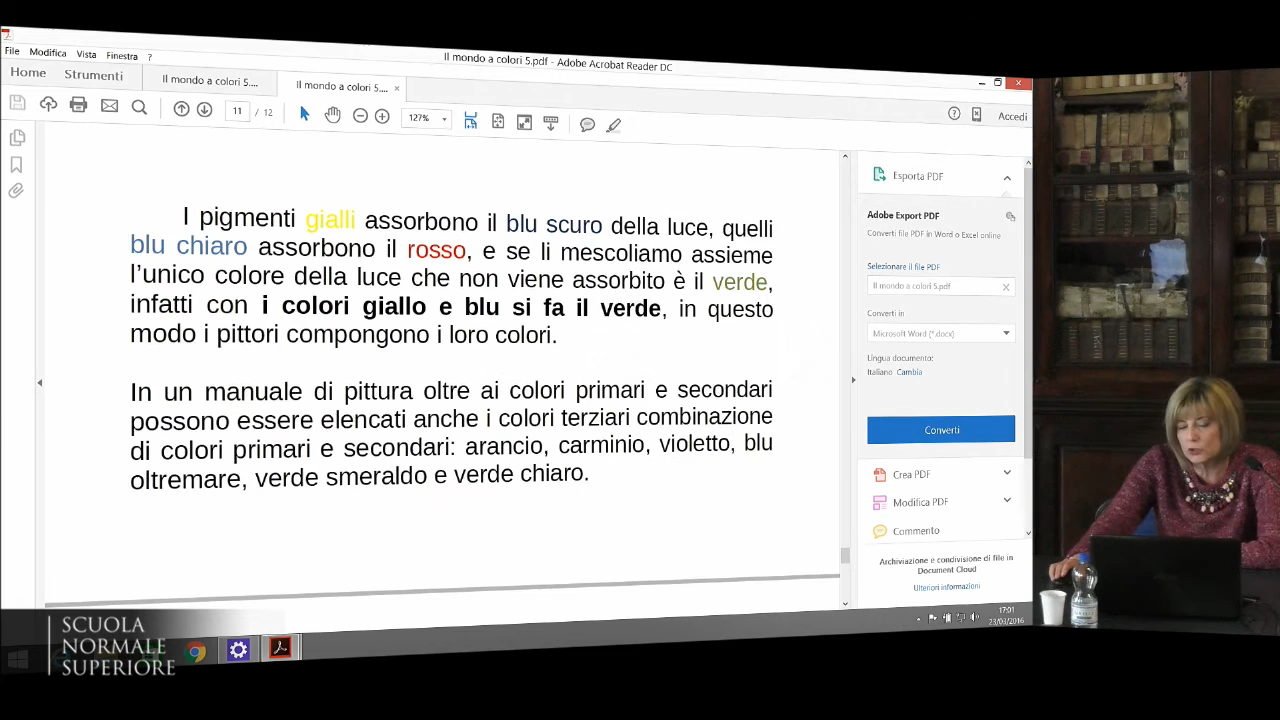 Il mondo a colori 5.pdf - Adobe Acrobat Reader DC
File Modifica Vista Finestra ?
Home Strumenti Il mondo a colori 5.... Il mondo a colori 5.... ×
11 / 12 127% Accedi
I pigmenti gialli assorbono il blu scuro della luce, quelli
blu chiaro assorbono il rosso, e se li mescoliamo assieme
l’unico colore della luce che non viene assorbito è il verde,
infatti con i colori giallo e blu si fa il verde, in questo
modo i pittori compongono i loro colori.
In un manuale di pittura oltre ai colori primari e secondari
possono essere elencati anche i colori terziari combinazione
di colori primari e secondari: arancio, carminio, violetto, blu
oltremare, verde smeraldo e verde chiaro.
Esporta PDF
Adobe Export PDF
Converti file PDF in Word o Excel online
Selezionare il file PDF
Il mondo a colori 5.pdf
Converti in
Microsoft Word (*.docx)
Lingua documento:
Italiano Cambia
Converti
Crea PDF
Modifica PDF
Commento
Archiviazione e condivisione di file in
Document Cloud
Ulteriori informazioni
17:01
23/03/2016
SCUOLA
NORMALE
SUPERIORE